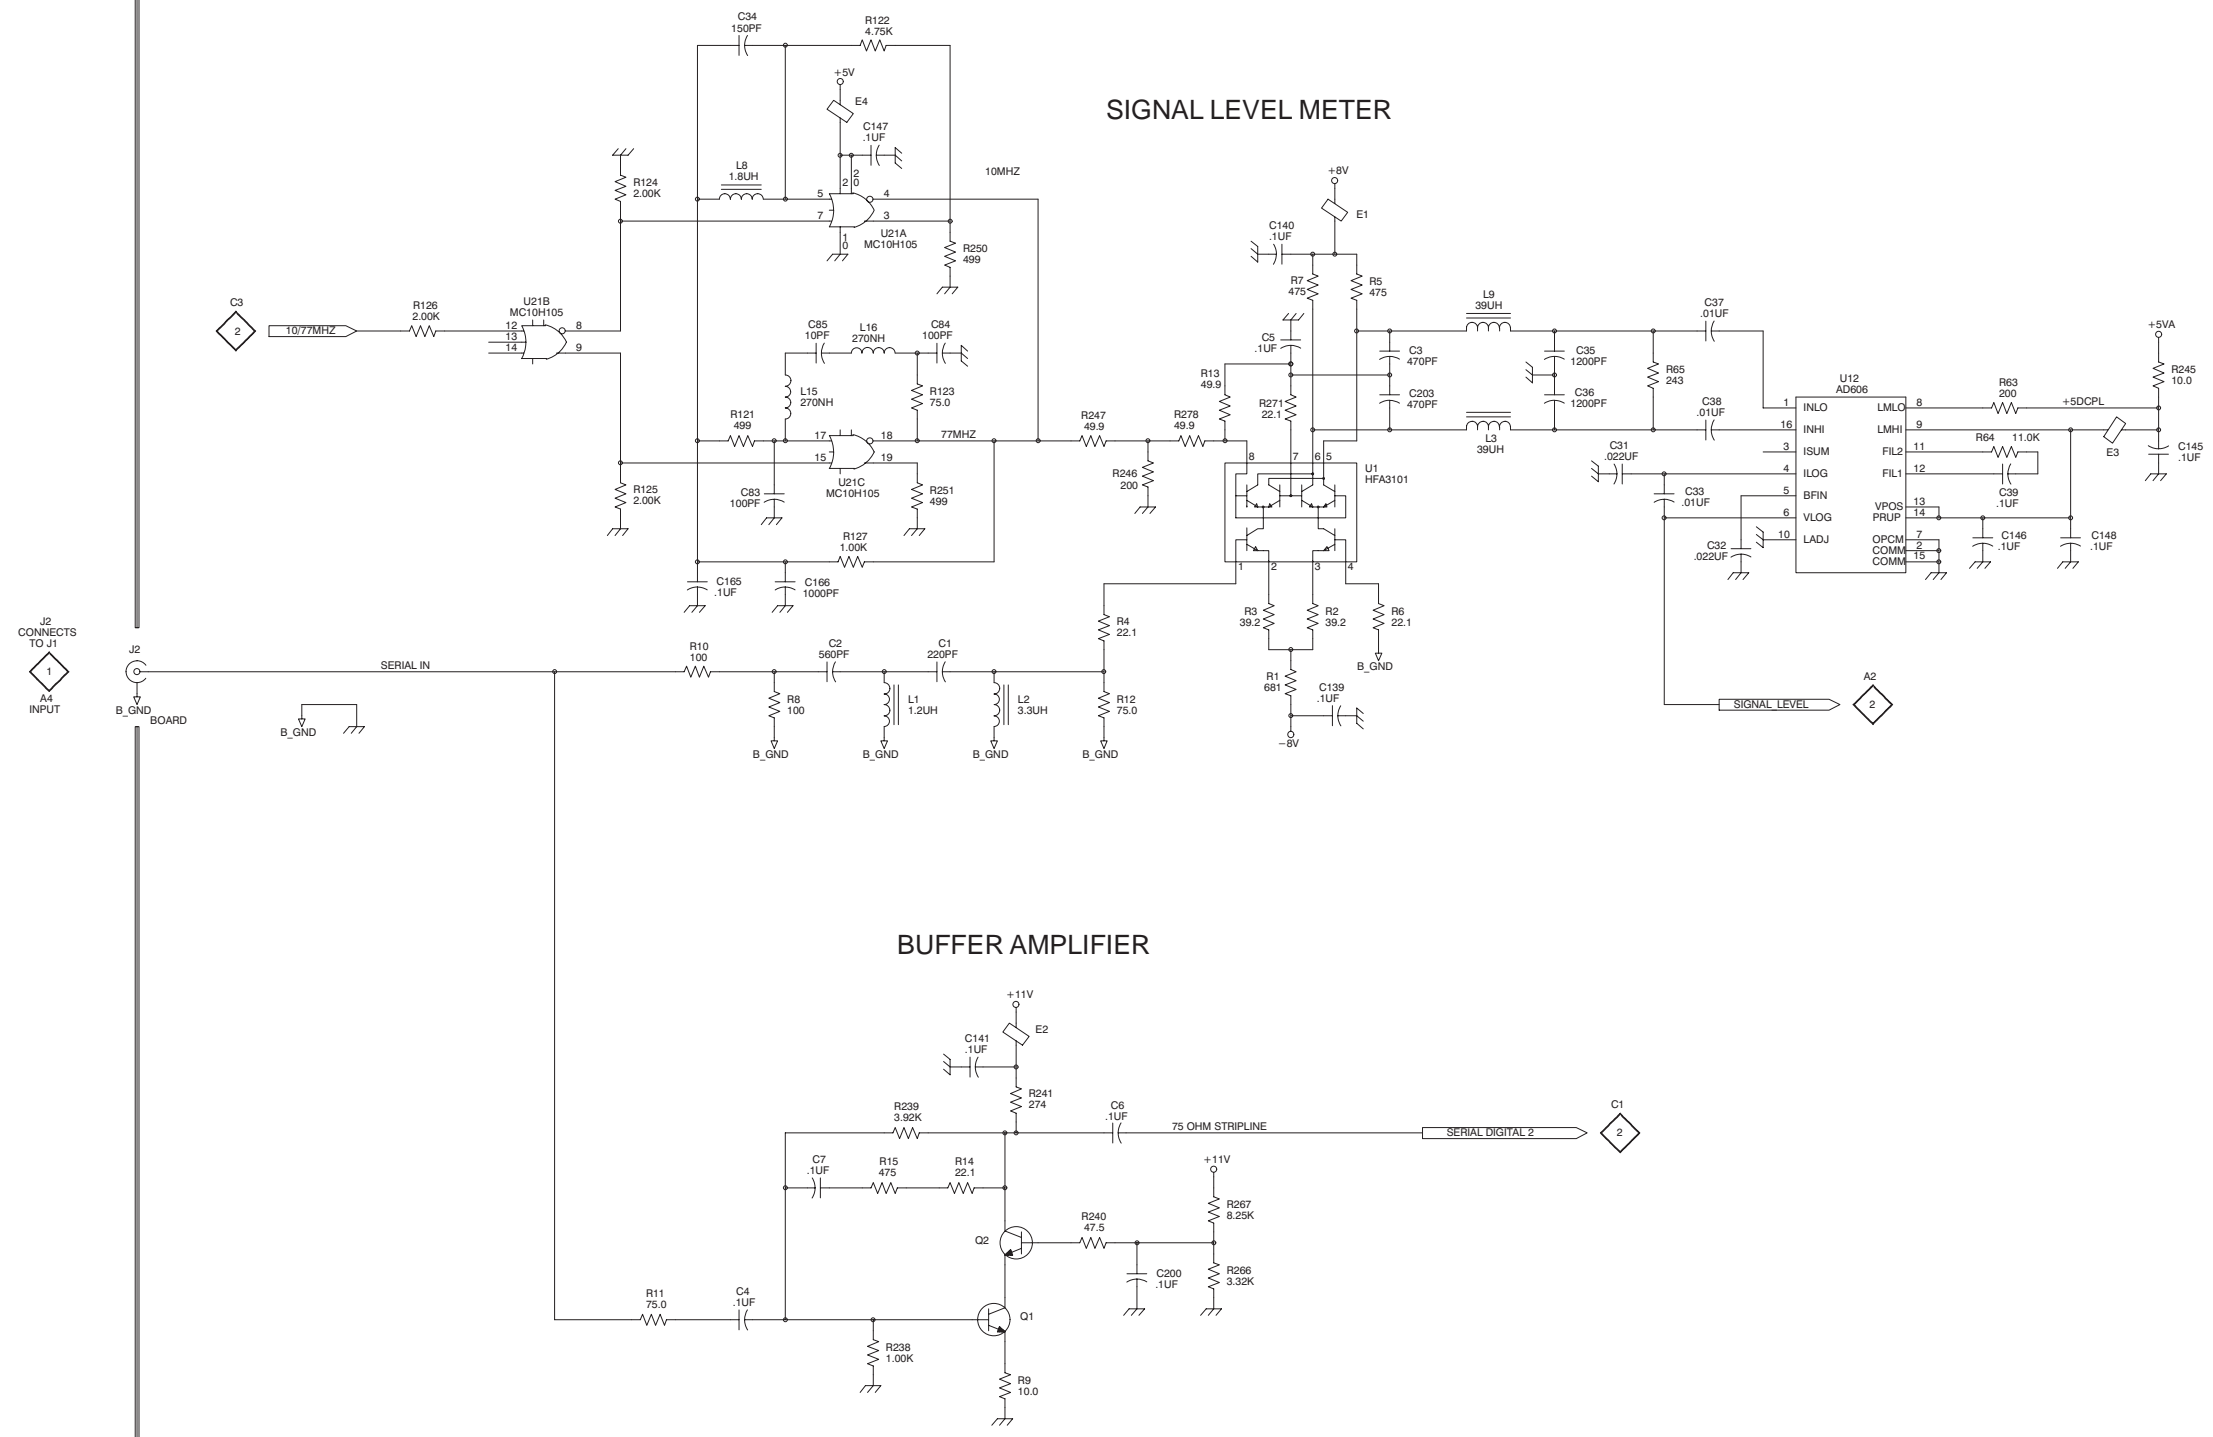 C34
150PF
R122
4.75K
+5V
E4
C147
.1UF
SIGNAL LEVEL METER
R124
2.00K
L8
1.8UH
2
2
0
10MHZ
5
4
7
3
1
0
U21A
MC10H105
R250
499
+8V
E1
C140
.1UF
R7
475
R5
475
C3
2
10/77MHZ
R126
2.00K
U21B
MC10H105
12
13
14
8
9
C85
10PF
L16
270NH
C84
100PF
L15
270NH
R123
75.0
R121
499
17
18
77MHZ
15
19
U21C
MC10H105
C83
100PF
R251
499
R125
2.00K
R127
1.00K
C165
.1UF
C166
1000PF
R247
49.9
R278
49.9
R246
200
C5
.1UF
R13
49.9
R271
22.1
C3
470PF
C203
470PF
L9
39UH
L3
39UH
C35
1200PF
C36
1200PF
R65
243
C37
.01UF
C38
.01UF
8
7
6
5
U1
HFA3101
1
2
3
4
U12
AD606
1
INLO
16
INHI
3
ISUM
4
ILOG
5
BFIN
6
VLOG
10
LADJ
LMLO
8
LMHI
9
FIL2
11
FIL1
12
VPOS
13
PRUP
14
OPCM
7
COMM
2
COMM
15
R63
200
+5DCPL
+5VA
R245
10.0
E3
C145
.1UF
R64
11.0K
C39
.1UF
C146
.1UF
C148
.1UF
C31
.022UF
C33
.01UF
C32
.022UF
J2
CONNECTS
TO J1
1
A4
INPUT
J2
B_GND
BOARD
SERIAL IN
B_GND
R10
100
R8
100
B_GND
C2
560PF
L1
1.2UH
B_GND
C1
220PF
L2
3.3UH
B_GND
R4
22.1
R12
75.0
B_GND
R3
39.2
R2
39.2
R6
22.1
B_GND
R1
681
C139
.1UF
−8V
SIGNAL_LEVEL
A2
2
BUFFER AMPLIFIER
+11V
E2
C141
.1UF
R241
274
R239
3.92K
C6
.1UF
75 OHM STRIPLINE
SERIAL DIGITAL 2
C1
2
C7
.1UF
R15
475
R14
22.1
+11V
R267
8.25K
Q2
R240
47.5
C200
.1UF
R266
3.32K
R11
75.0
C4
.1UF
Q1
R238
1.00K
R9
10.0